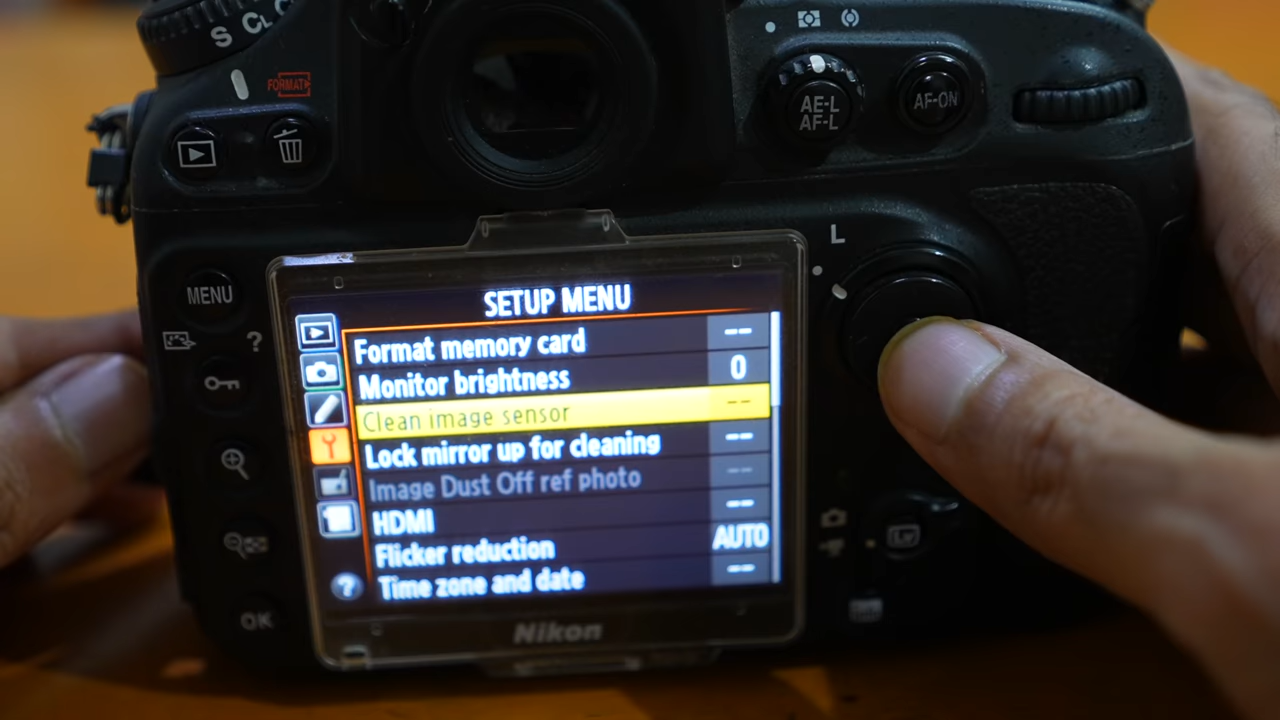 S CL C
FORMAT
AE-L
AF-L
AF-ON
L
MENU
?
SETUP MENU
Format memory card --
Monitor brightness 0
Clean image sensor --
Lock mirror up for cleaning --
Image Dust Off ref photo --
HDMI --
Flicker reduction AUTO
Time zone and date --
?
OK
Lv
Nikon